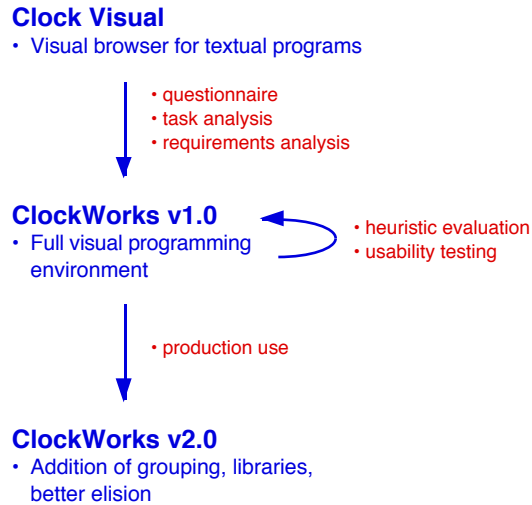 Clock Visual
• Visual browser for textual programs
• questionnaire
• task analysis
• requirements analysis
ClockWorks v1.0
• Full visual programming
environment
• heuristic evaluation
• usability testing
• production use
ClockWorks v2.0
• Addition of grouping, libraries,
better elision